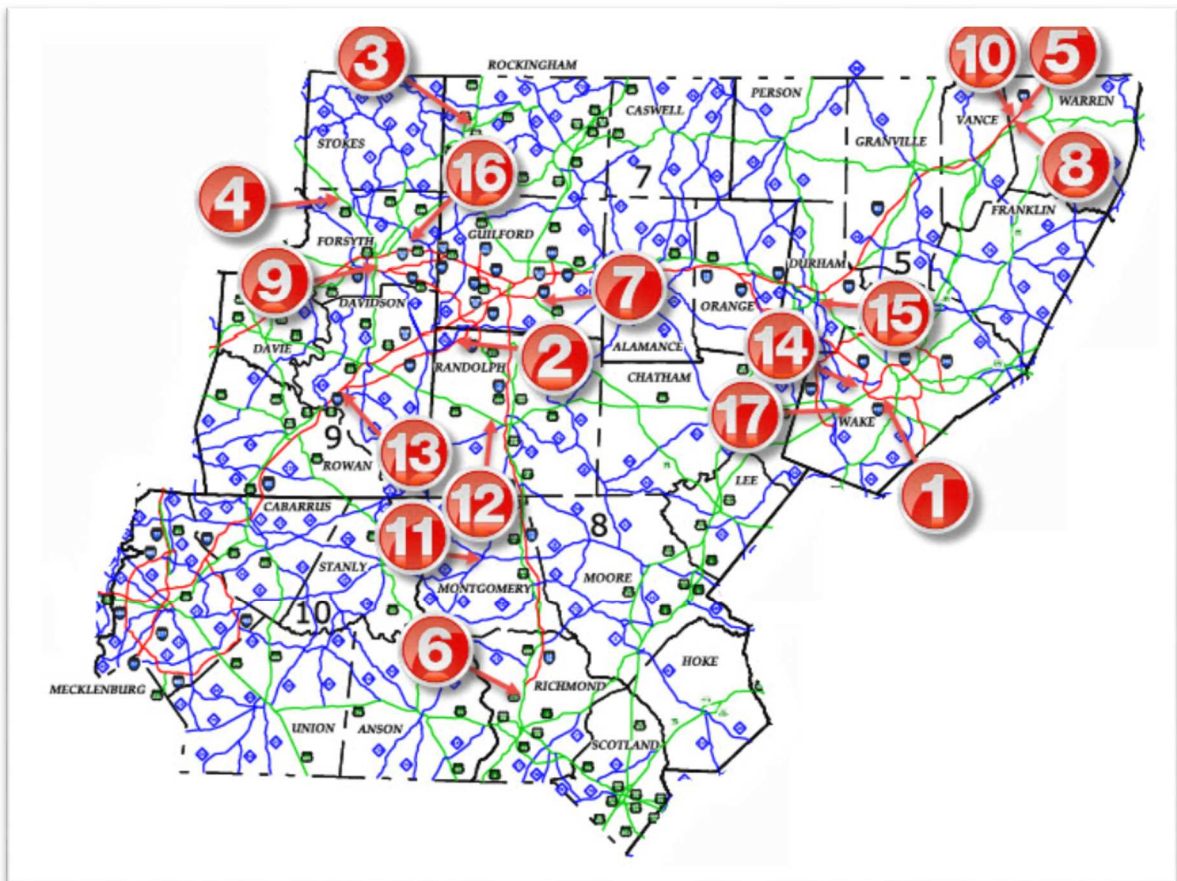 3
ROCKINGHAM
10
5
PERSON
CASWELL
WARREN
VANCE
STOKES
GRANVILLE
16
7
8
4
FRANKLIN
FORSYTH
GUILFORD
DURHAM
5
9
DAVIDSON
7
ORANGE
15
14
DAVIE
2
ALAMANCE
RANDOLPH
CHATHAM
17
WAKE
9
13
ROWAN
LEE
12
1
CABARRUS
11
8
STANLY
MOORE
MONTGOMERY
10
6
HOKE
MECKLENBURG
RICHMOND
UNION
ANSON
SCOTLAND